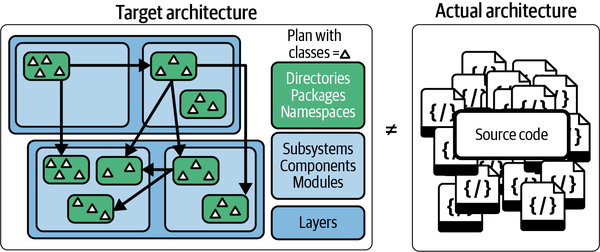 Target architecture
Plan with
classes =△
Directories
Packages
Namespaces
Subsystems
Components
Modules
Layers
≠
Actual architecture
{/}
{/}
{/}
{/}
{/}
Source code
{/}
{/}
{/}
{/}
{/}
{/}